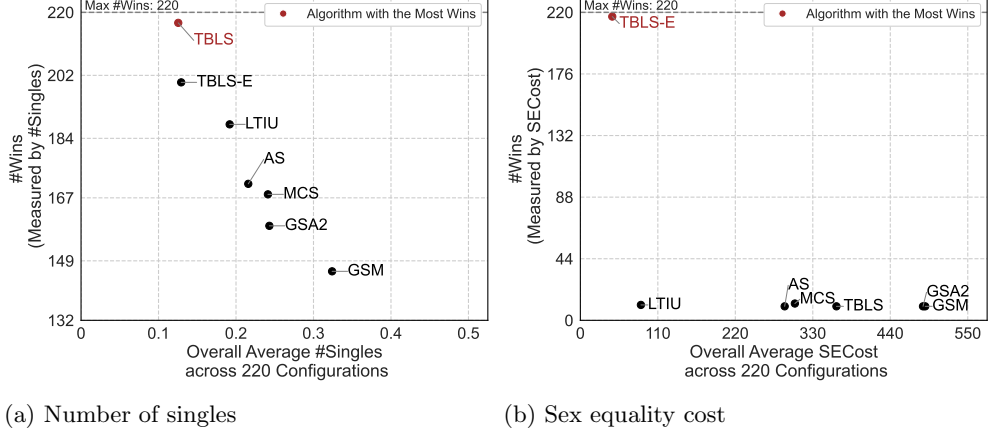 Max #Wins: 220
Algorithm with the Most Wins
220
202
184
167
149
132
#Wins
(Measured by #Singles)
TBLS
TBLS-E
LTIU
AS
MCS
GSA2
GSM
0
0.1
0.2
0.3
0.4
0.5
Overall Average #Singles
across 220 Configurations
(a) Number of singles
Max #Wins: 220
Algorithm with the Most Wins
220
176
132
88
44
0
#Wins
(Measured by SECost)
TBLS-E
LTIU
AS
MCS
TBLS
GSA2
GSM
0
110
220
330
440
550
Overall Average SECost
across 220 Configurations
(b) Sex equality cost